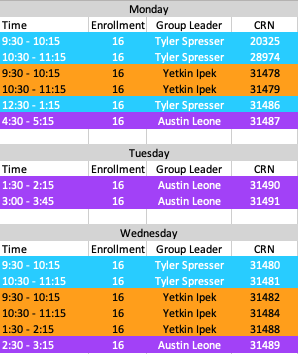 Monday
Time Enrollment Group Leader CRN
9:30 - 10:15 16 Tyler Spresser 20325
10:30 - 11:15 16 Tyler Spresser 28974
9:30 - 10:15 16 Yetkin Ipek 31478
10:30 - 11:15 16 Yetkin Ipek 31479
12:30 - 1:15 16 Tyler Spresser 31486
4:30 - 5:15 16 Austin Leone 31487
Tuesday
Time Enrollment Group Leader CRN
1:30 - 2:15 16 Austin Leone 31490
3:00 - 3:45 16 Austin Leone 31491
Wednesday
Time Enrollment Group Leader CRN
9:30 - 10:15 16 Tyler Spresser 31480
10:30 - 11:15 16 Tyler Spresser 31481
9:30 - 10:15 16 Yetkin Ipek 31482
10:30 - 11:15 16 Yetkin Ipek 31484
1:30 - 2:15 16 Yetkin Ipek 31488
2:30 - 3:15 16 Austin Leone 31489